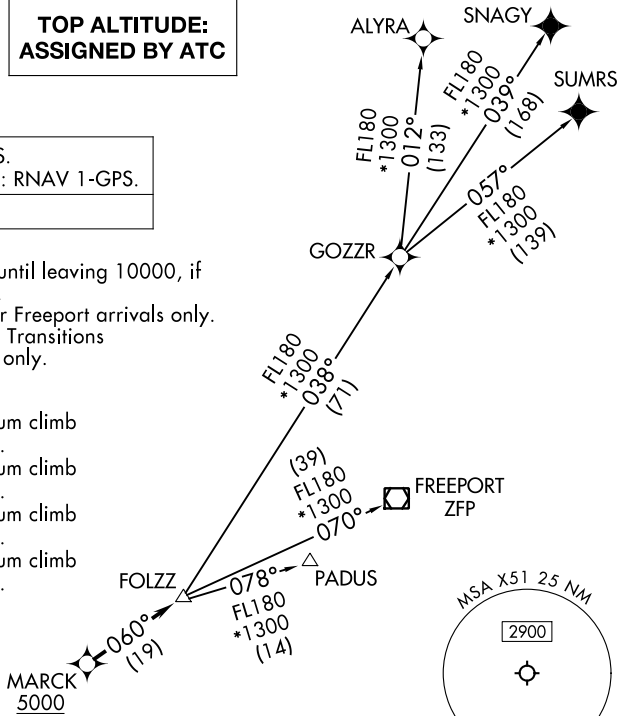 TOP ALTITUDE:
ASSIGNED BY ATC
S.
: RNAV 1-GPS.
until leaving 10000, if
.
r Freeport arrivals only.
Transitions
only.
um climb
.
um climb
.
um climb
.
um climb
.
ALYRA
SNAGY
SUMRS
FL180
*1300
012°
(133)
FL180
*1300
039°
(168)
057°
FL180
*1300
(139)
GOZZR
FL180
*1300
038°
(71)
(39)
FL180
*1300
070°
FREEPORT
ZFP
FOLZZ
078°
FL180
*1300
(14)
PADUS
060°
(19)
MARCK
5000
MSA X51 25 NM
2900